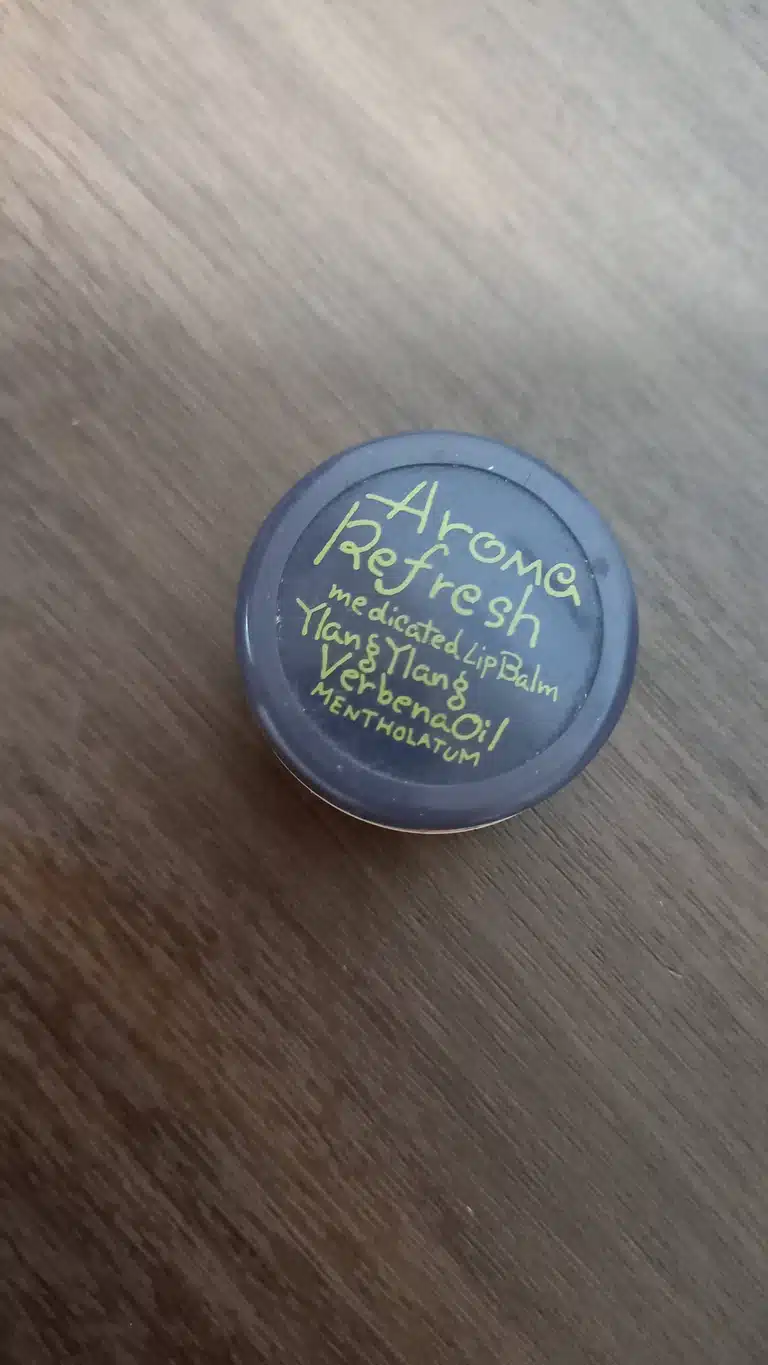 Aroma
Refresh
medicated Lip Balm
Ylang Ylang
Verbena Oil
MENTHOLATUM